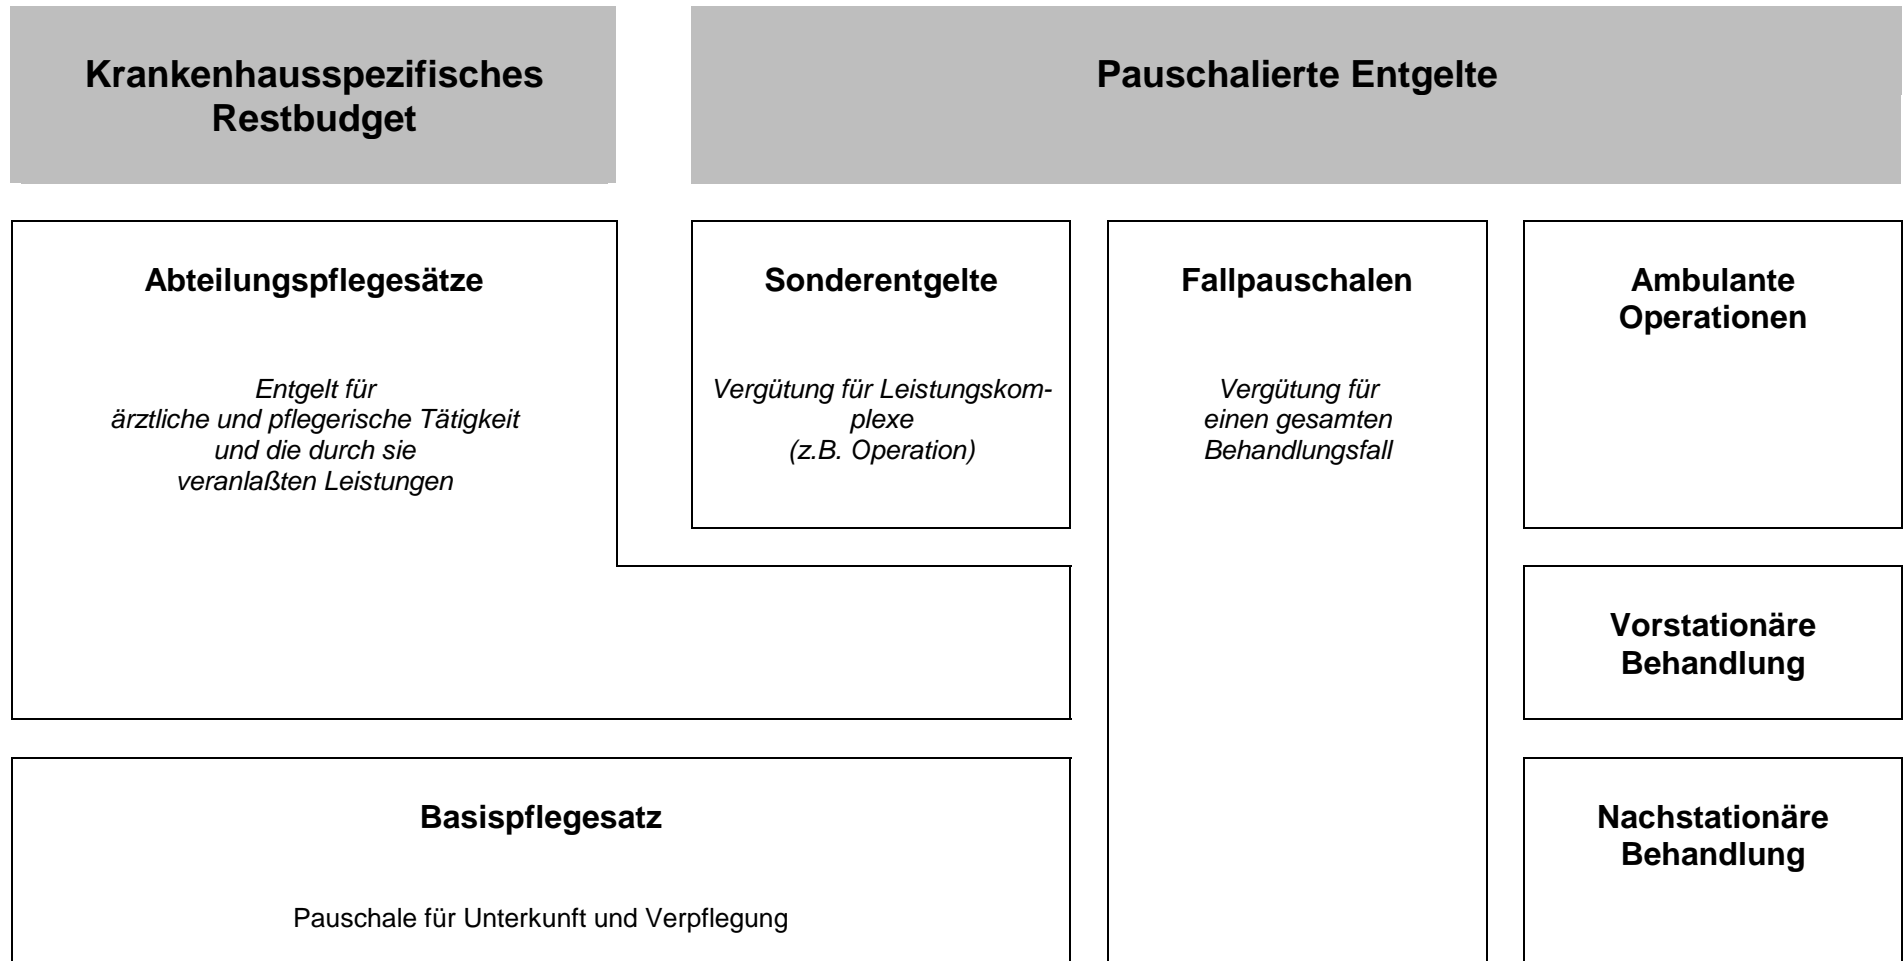 Krankenhausspezifisches
Restbudget
Pauschalierte Entgelte
Abteilungspflegesätze
Entgelt für
ärztliche und pflegerische Tätigkeit
und die durch sie
veranlaßten Leistungen
Sonderentgelte
Vergütung für Leistungskom-
plexe
(z.B. Operation)
Fallpauschalen
Vergütung für
einen gesamten
Behandlungsfall
Ambulante
Operationen
Vorstationäre
Behandlung
Basispflegesatz
Pauschale für Unterkunft und Verpflegung
Nachstationäre
Behandlung